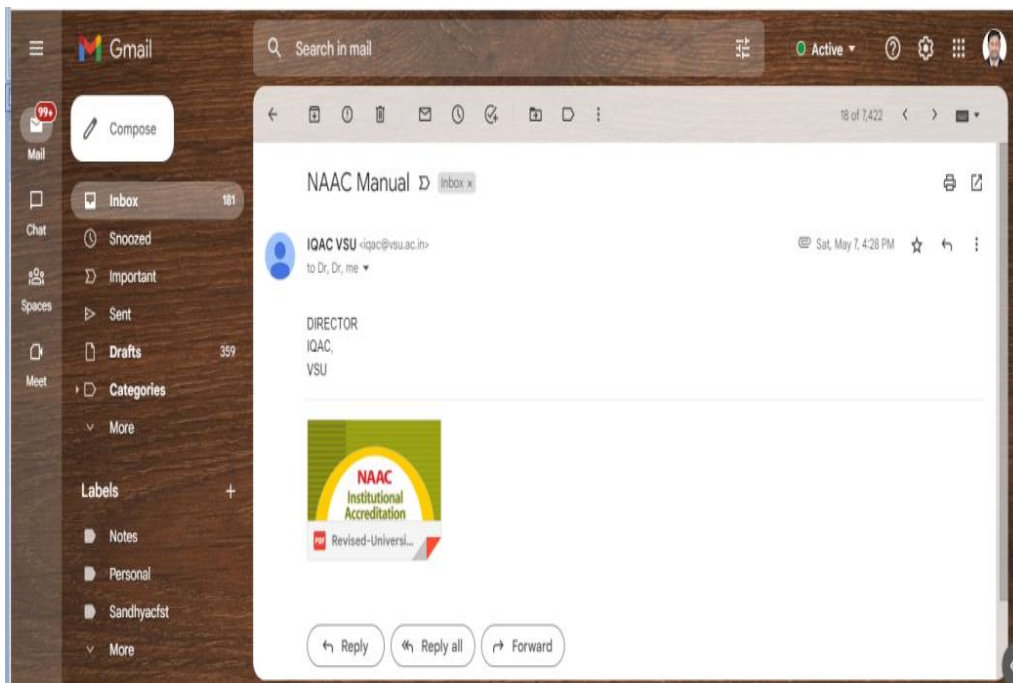 Gmail
Search in mail
Active
99+
Mail
Compose
18 of 7,422
NAAC Manual Inbox x
Inbox 181
Chat
Snoozed
IQAC VSU <iqac@vsu.ac.in>
Sat, May 7, 4:28 PM
to Dr, Dr, me
Important
Spaces
Sent
DIRECTOR
IQAC,
VSU
Drafts 359
Meet
Categories
More
Labels +
NAAC
Institutional
Accreditation
PDF Revised-Universi...
Notes
Personal
Sandhyacfst
More
Reply
Reply all
Forward